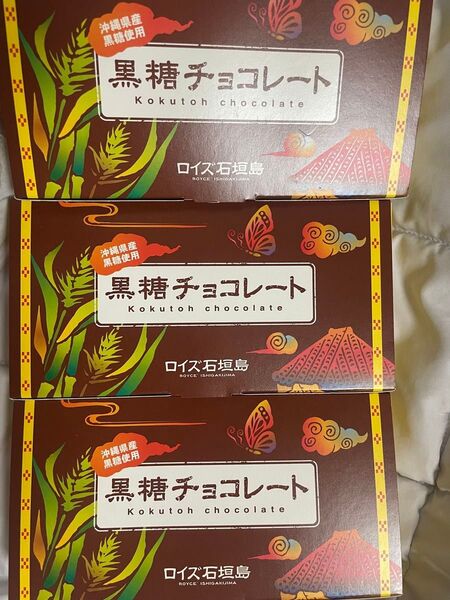 沖縄県産
黒糖使用
黒糖チョコレート
Kokutoh chocolate
ロイズ石垣島
ROYCE' ISHIGAKIJIMA
沖縄県産
黒糖使用
黒糖チョコレート
Kokutoh chocolate
ロイズ石垣島
ROYCE' ISHIGAKIJIMA
沖縄県産
黒糖使用
黒糖チョコレート
Kokutoh chocolate
ロイズ石垣島
ROYCE' ISHIGAKIJIMA